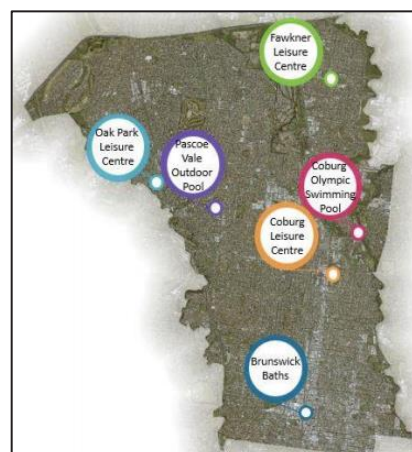 Fawkner
Leisure
Centre
Oak Park
Leisure
Centre
Pascoe
Vale
Outdoor
Pool
Coburg
Olympic
Swimming
Pool
Coburg
Leisure
Centre
Brunswick
Baths